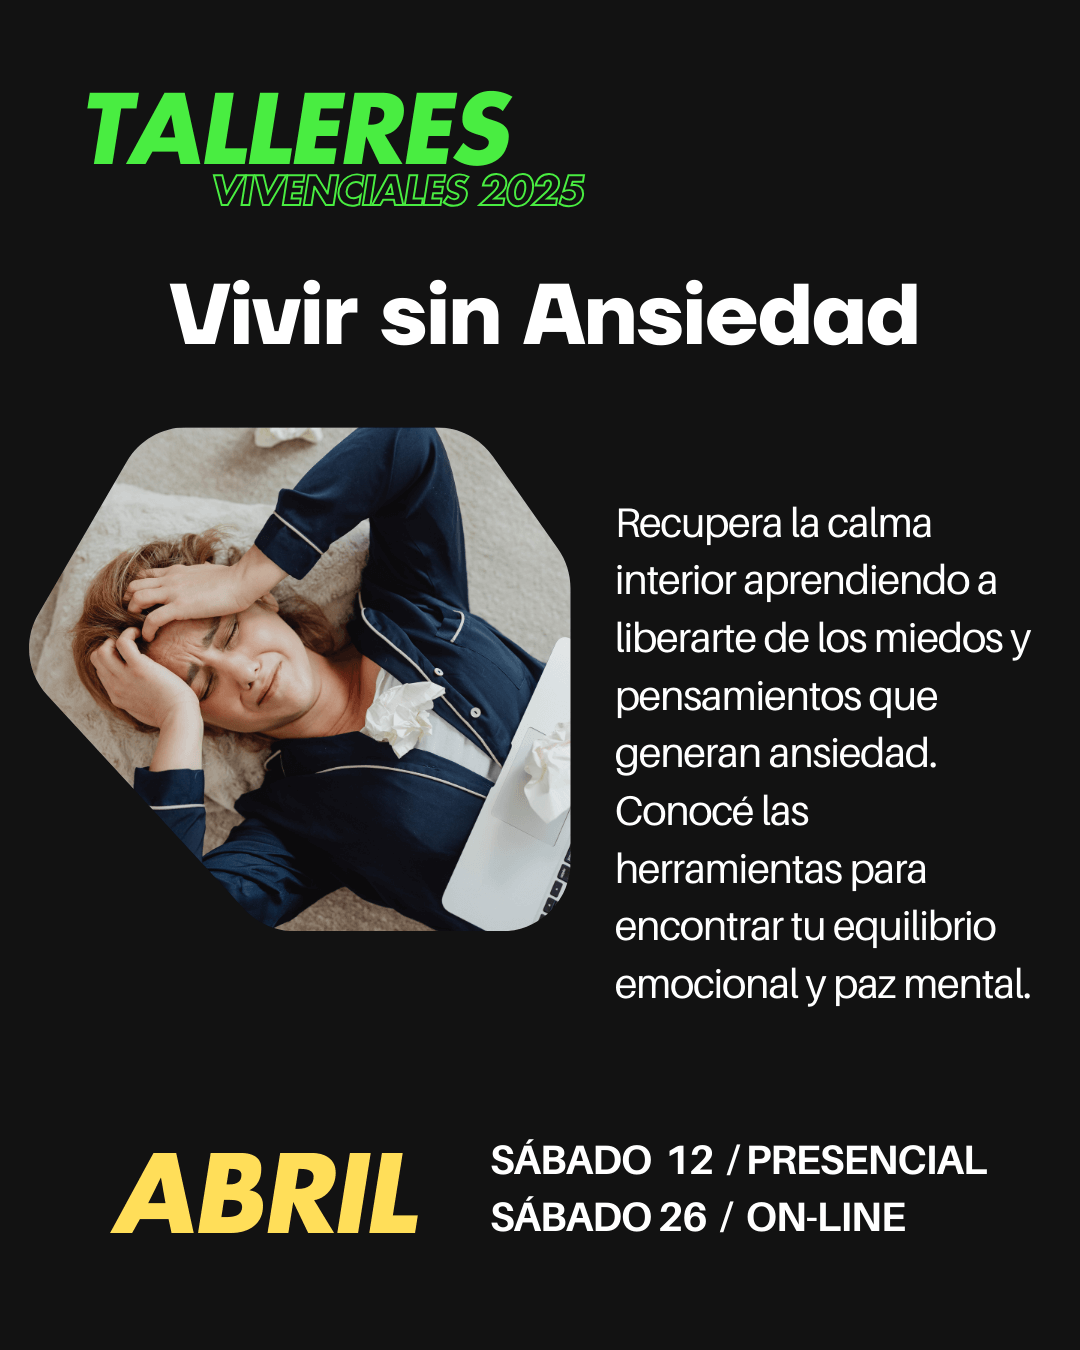 TALLERES
VIVENCIALES 2025
Vivir sin Ansiedad
Recupera la calma
interior aprendiendo a
liberarte de los miedos y
pensamientos que
generan ansiedad.
Conocé las
herramientas para
encontrar tu equilibrio
emocional y paz mental.
ABRIL
SÁBADO 12 / PRESENCIAL
SÁBADO 26 / ON-LINE